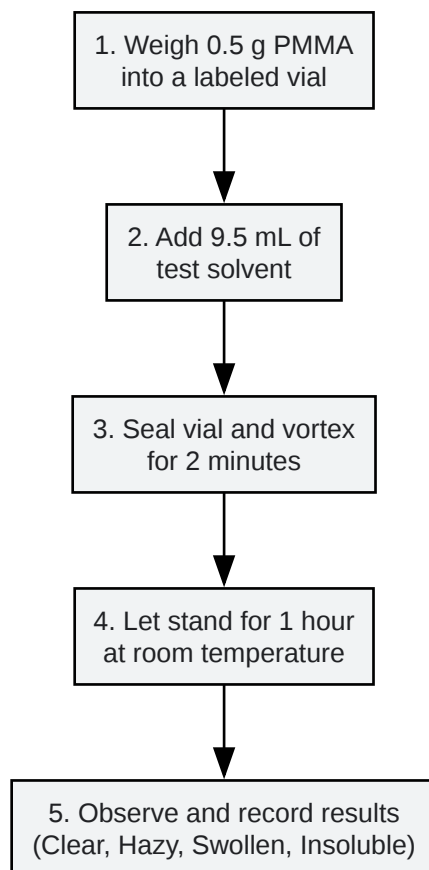 1. Weigh 0.5 g PMMA
into a labeled vial
2. Add 9.5 mL of
test solvent
3. Seal vial and vortex
for 2 minutes
4. Let stand for 1 hour
at room temperature
5. Observe and record results
(Clear, Hazy, Swollen, Insoluble)